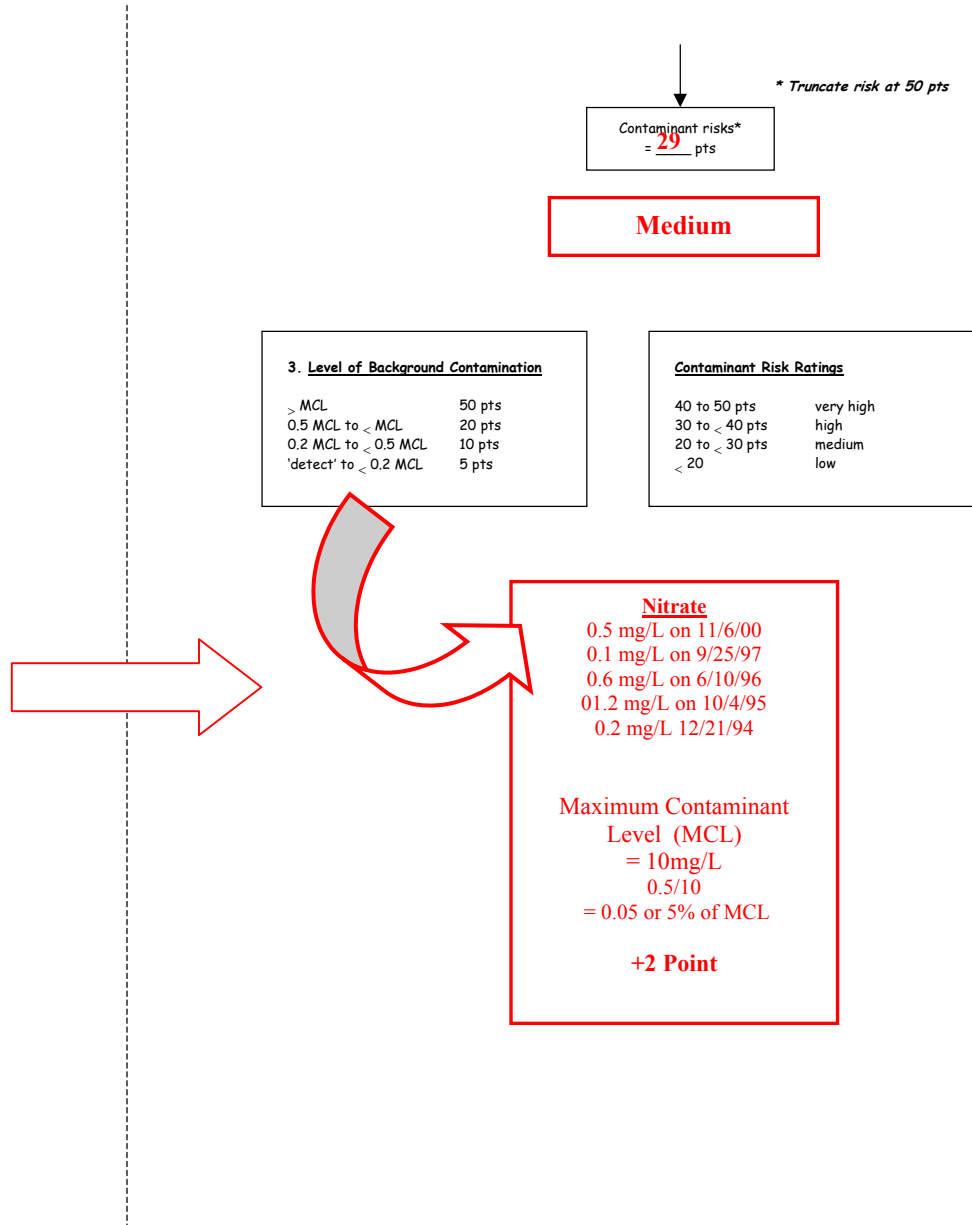 * Truncate risk at 50 pts
Contaminant risks*
= 29 pts
Medium
3. Level of Background Contamination
> MCL 50 pts
0.5 MCL to < MCL 20 pts
0.2 MCL to < 0.5 MCL 10 pts
‘detect’ to < 0.2 MCL 5 pts
Contaminant Risk Ratings
40 to 50 pts very high
30 to < 40 pts high
20 to < 30 pts medium
< 20 low
Nitrate
0.5 mg/L on 11/6/00
0.1 mg/L on 9/25/97
0.6 mg/L on 6/10/96
01.2 mg/L on 10/4/95
0.2 mg/L 12/21/94
Maximum Contaminant
Level (MCL)
= 10mg/L
0.5/10
= 0.05 or 5% of MCL
+2 Point